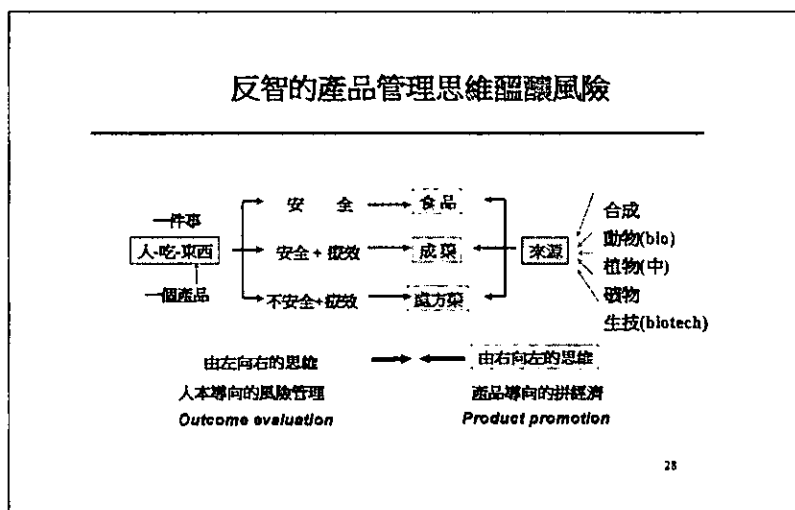 反智的產品管理思維醞釀風險
一件事
人-吃-東西
一個產品
安 全
安全 + 療效
不安全+療效
食品
成藥
處方藥
來源
合成
動物(bio)
植物(中)
礦物
生技(biotech)
由左向右的思維
由右向左的思維
人本導向的風險管理
產品導向的拼經濟
Outcome evaluation
Product promotion
28